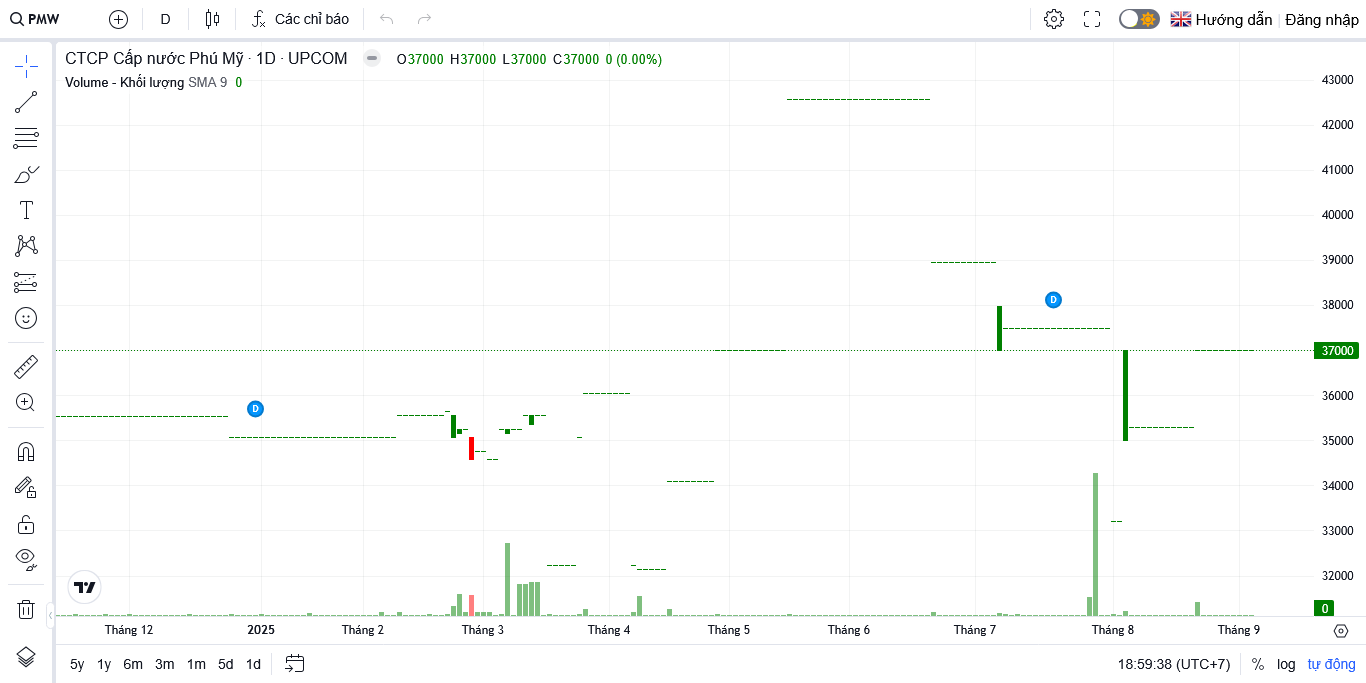 PMW D Các chỉ báo Hướng dẫn Đăng nhập
CTCP Cấp nước Phú Mỹ · 1D · UPCOM O37000 H37000 L37000 C37000 0 (0.00%)
Volume - Khối lượng SMA 9 0
43000
42000
41000
40000
39000
D
38000
37000
36000
D
35000
34000
33000
32000
0
Tháng 12 2025 Tháng 2 Tháng 3 Tháng 4 Tháng 5 Tháng 6 Tháng 7 Tháng 8 Tháng 9
5y 1y 6m 3m 1m 5d 1d 18:59:38 (UTC+7) % log tự động